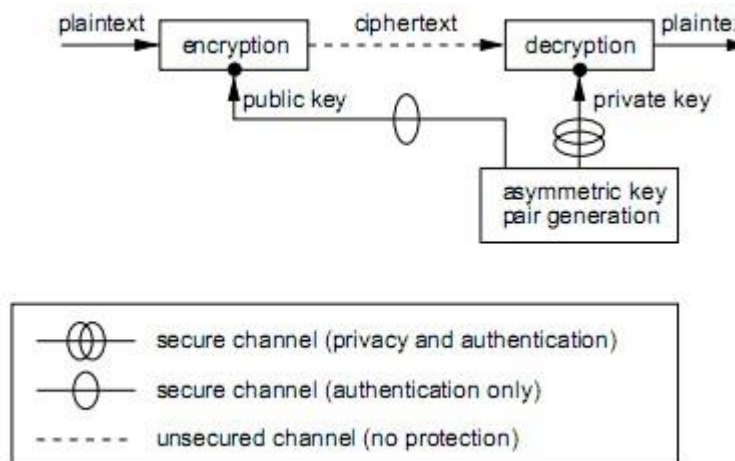 plaintext
encryption
ciphertext
decryption
plaintex
public key
private key
asymmetric key
pair generation
secure channel (privacy and authentication)
secure channel (authentication only)
unsecured channel (no protection)